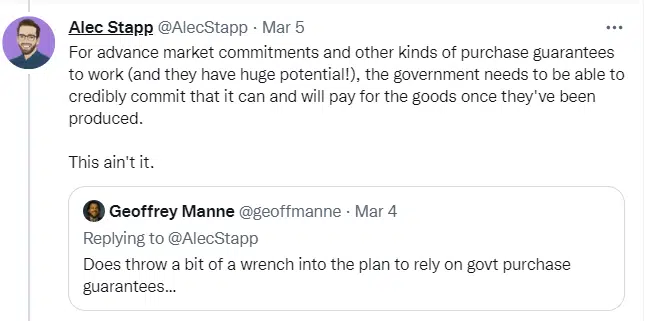 Alec Stapp @AlecStapp · Mar 5
For advance market commitments and other kinds of purchase guarantees
to work (and they have huge potential!), the government needs to be able to
credibly commit that it can and will pay for the goods once they've been
produced.
This ain't it.
Geoffrey Manne @geoffmanne · Mar 4
Replying to @AlecStapp
Does throw a bit of a wrench into the plan to rely on govt purchase
guarantees...